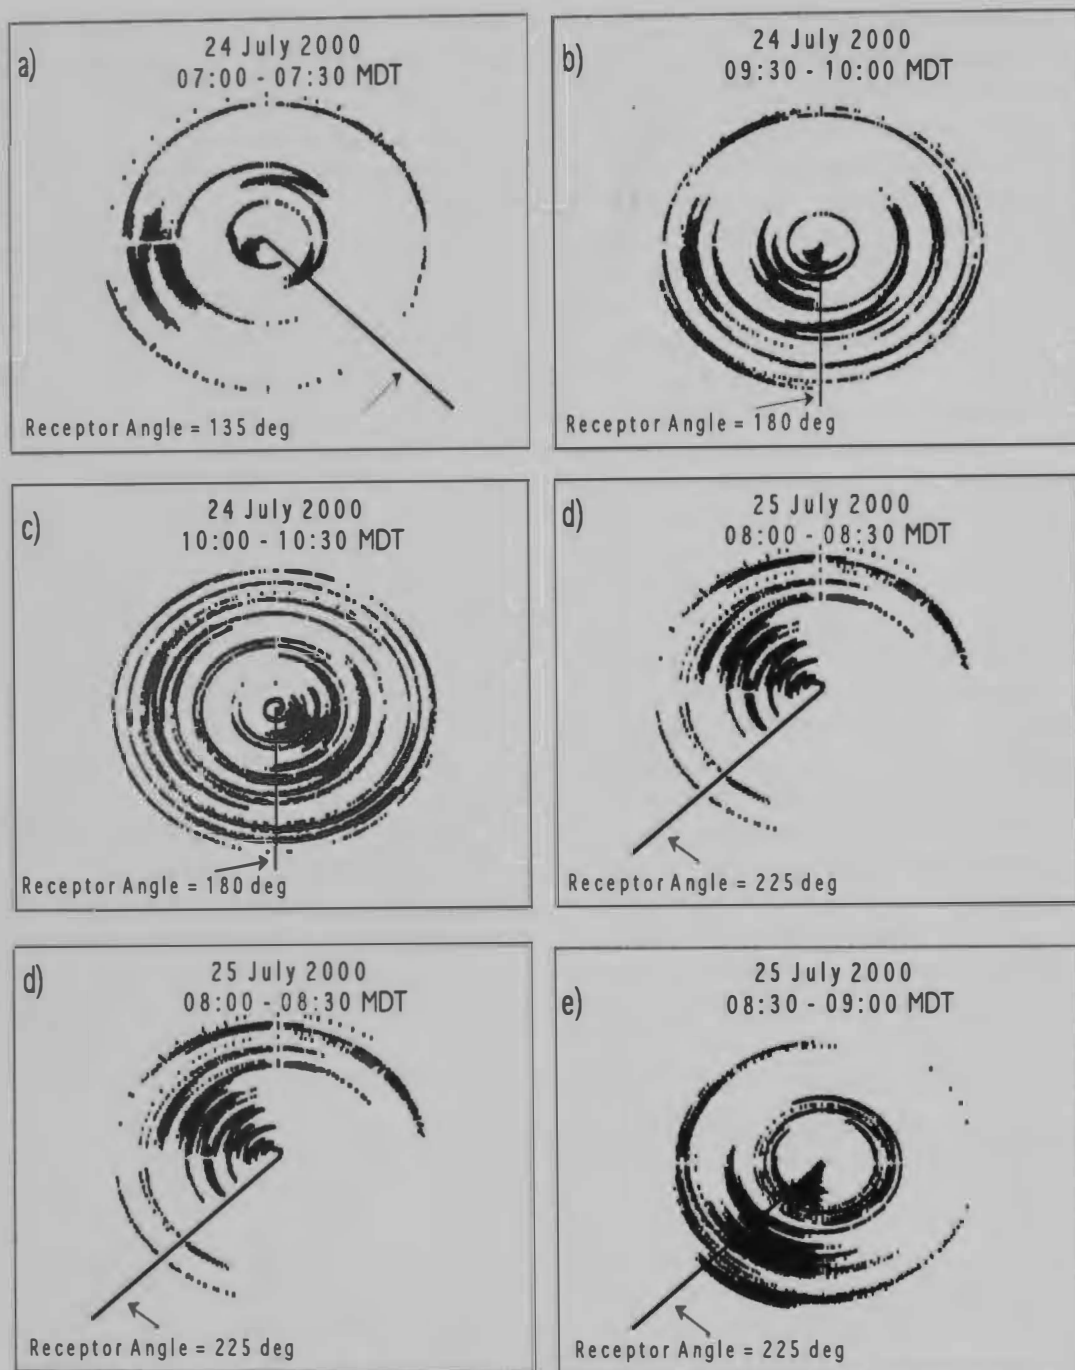 a)
24 July 2000
07:00 - 07:30 MDT
Receptor Angle = 135 deg
b)
24 July 2000
09:30 - 10:00 MDT
Receptor Angle = 180 deg
c)
24 July 2000
10:00 - 10:30 MDT
Receptor Angle = 180 deg
d)
25 July 2000
08:00 - 08:30 MDT
Receptor Angle = 225 deg
d)
25 July 2000
08:00 - 08:30 MDT
Receptor Angle = 225 deg
e)
25 July 2000
08:30 - 09:00 MDT
Receptor Angle = 225 deg